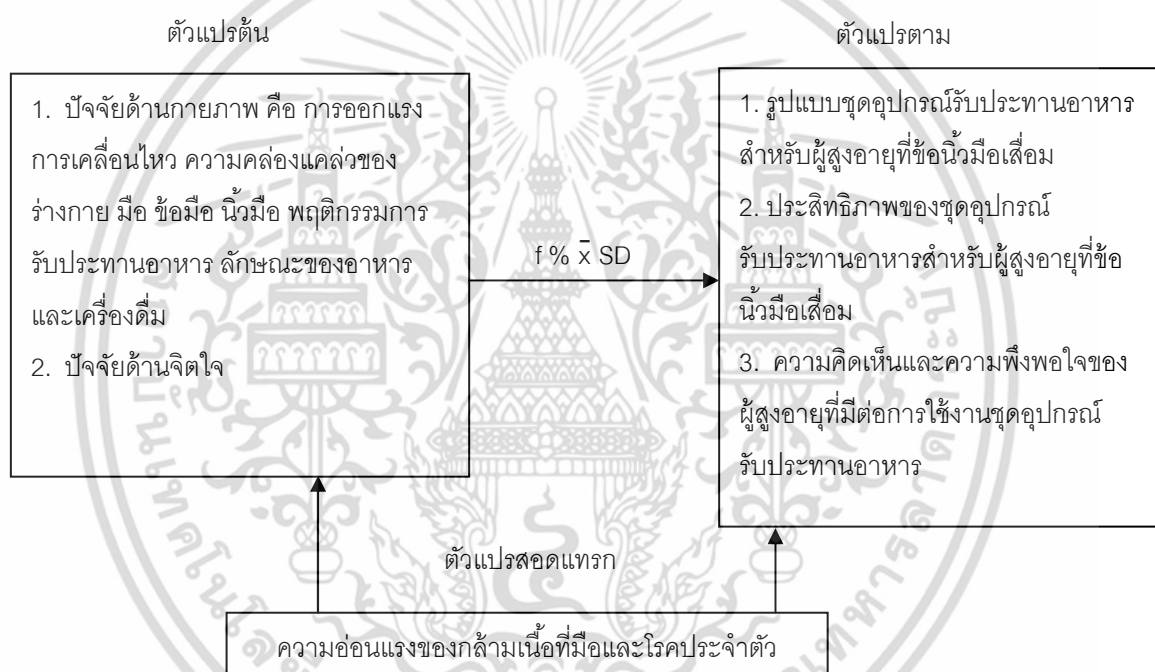 ตัวแปรต้น
1. ปัจจัยด้านกายภาพ คือ การออกแรง
การเคลื่อนไหว ความคล่องแคล่วของ
ร่างกาย มือ ข้อมือ นิ้วมือ พฤติกรรมการ
รับประทานอาหาร ลักษณะของอาหาร
และเครื่องดื่ม
2. ปัจจัยด้านจิตใจ
f % x̄ SD
ตัวแปรตาม
1. รูปแบบชุดอุปกรณ์รับประทานอาหาร
สำหรับผู้สูงอายุที่ข้อนิ้วมือเสื่อม
2. ประสิทธิภาพของชุดอุปกรณ์
รับประทานอาหารสำหรับผู้สูงอายุที่ข้อ
นิ้วมือเสื่อม
3. ความคิดเห็นและความพึงพอใจของ
ผู้สูงอายุที่มีต่อการใช้งานชุดอุปกรณ์
รับประทานอาหาร
ตัวแปรสอดแทรก
ความอ่อนแรงของกล้ามเนื้อที่มือและโรคประจำตัว